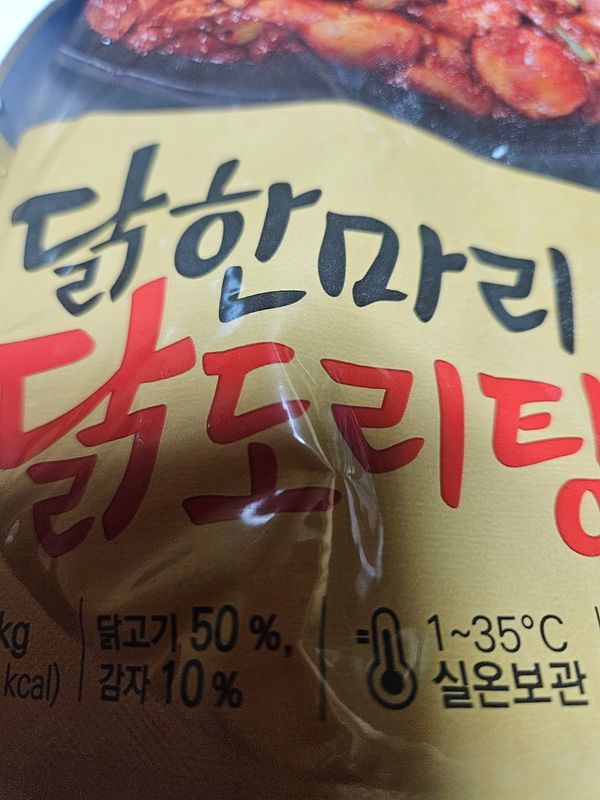 닭한마리
닭도리탕
kg
kcal)
닭고기 50%,
감자 10%
1~35°C
실온보관